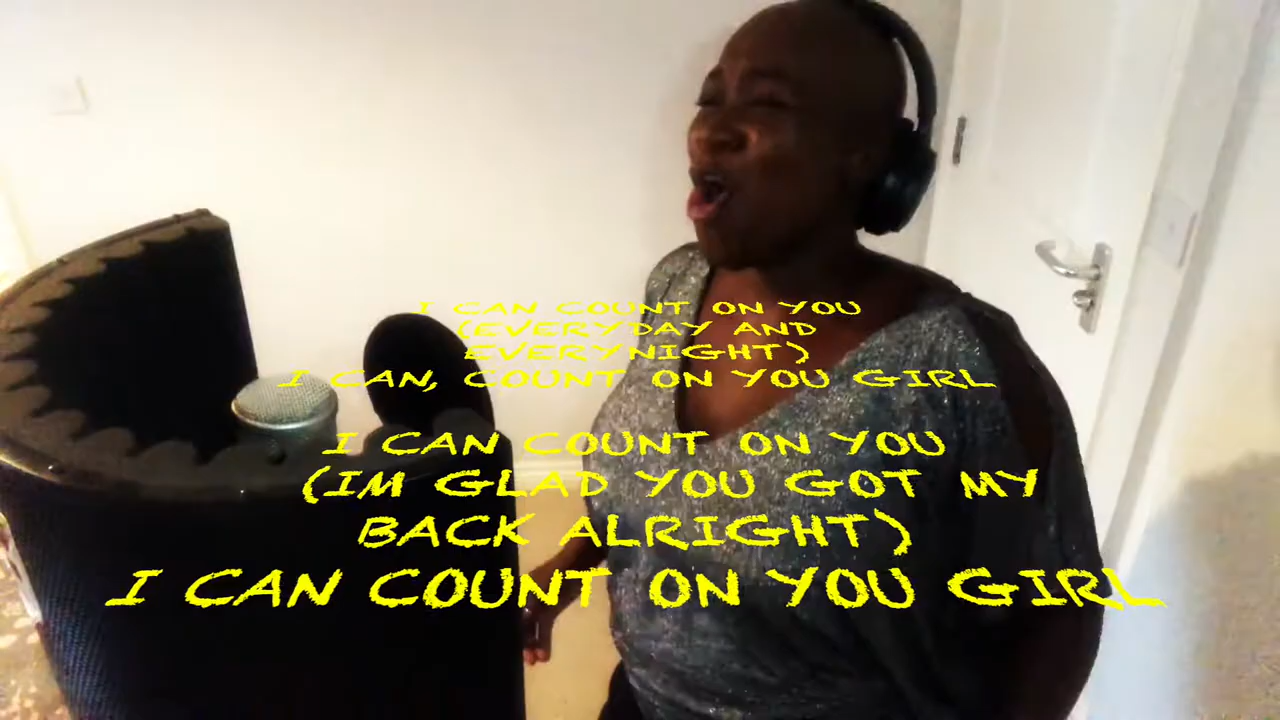 I CAN COUNT ON YOU
(EVERYDAY AND
EVERYNIGHT)
I CAN, COUNT ON YOU GIRL
I CAN COUNT ON YOU
(IM GLAD YOU GOT MY
BACK ALRIGHT)
I CAN COUNT ON YOU GIRL